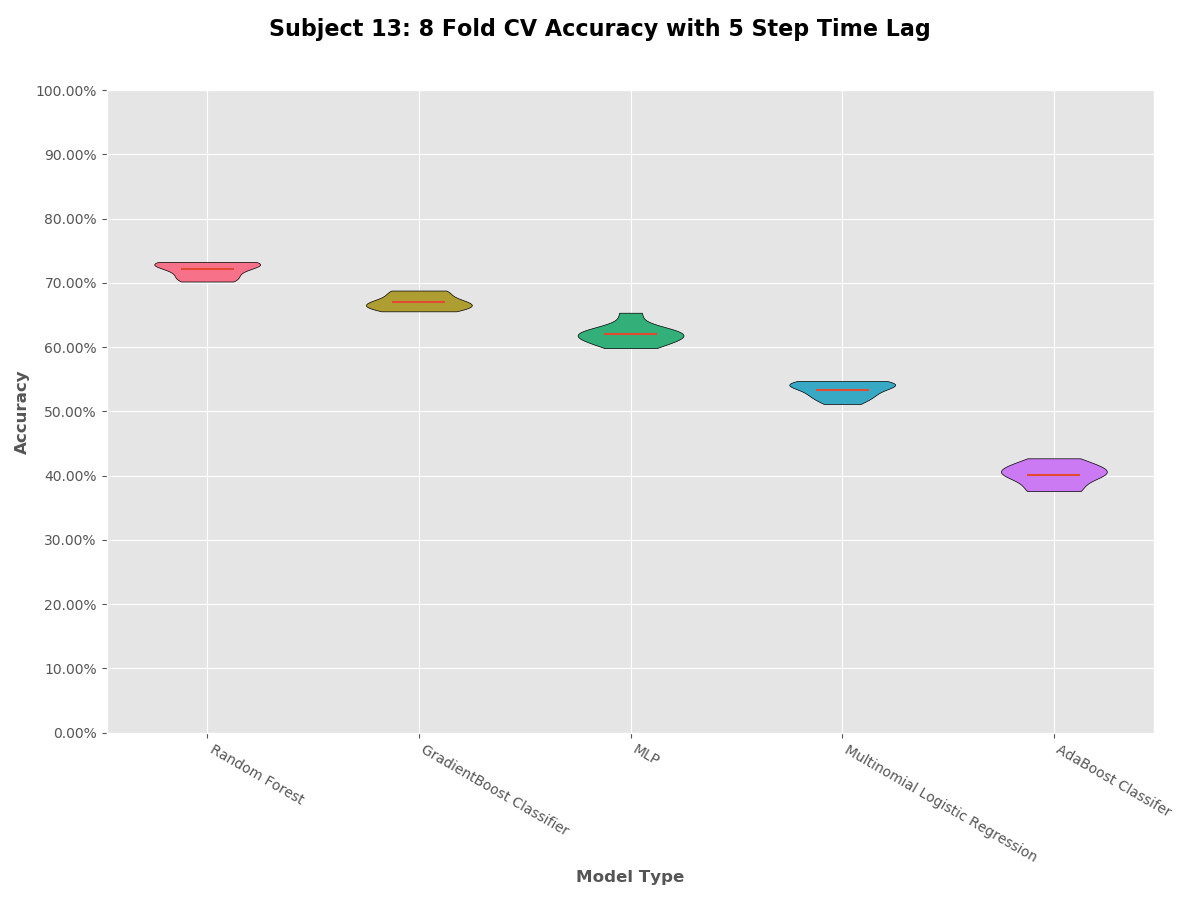 Subject 13: 8 Fold CV Accuracy with 5 Step Time Lag
100.00%
90.00%
80.00%
70.00%
60.00%
50.00%
40.00%
30.00%
20.00%
10.00%
0.00%
Accuracy
Random Forest
GradientBoost Classifier
MLP
Multinomial Logistic Regression
AdaBoost Classifer
Model Type